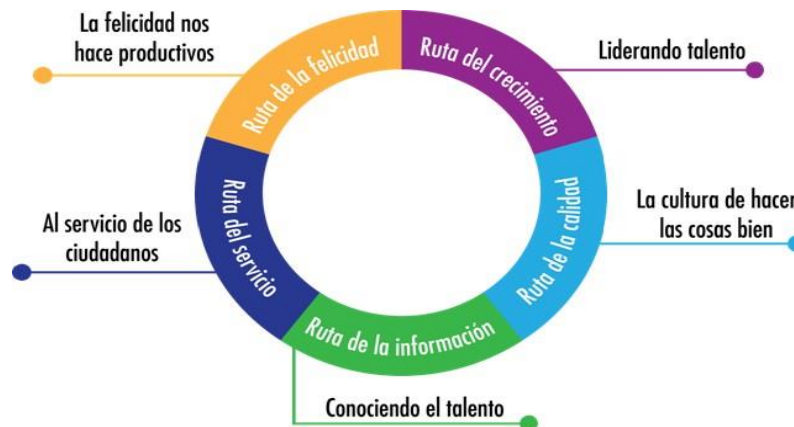 La felicidad nos
hace productivos
Ruta de la felicidad
Ruta del crecimiento
Liderando talento
Al servicio de los
ciudadanos
Ruta del servicio
Ruta de la calidad
La cultura de hacer
las cosas bien
Ruta de la información
Conociendo el talento